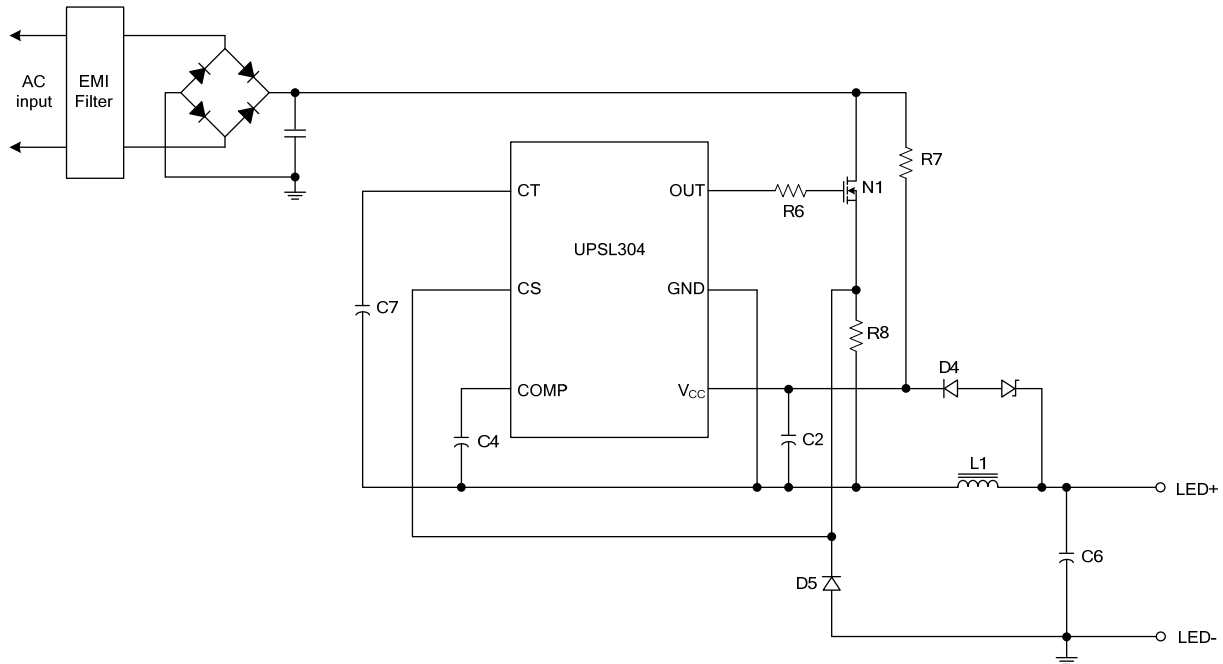 AC
input
EMI
Filter
CT
OUT
R6
N1
R7
UPSL304
C7
CS
GND
R8
COMP
VCC
D4
C4
C2
L1
LED+
C6
D5
LED-